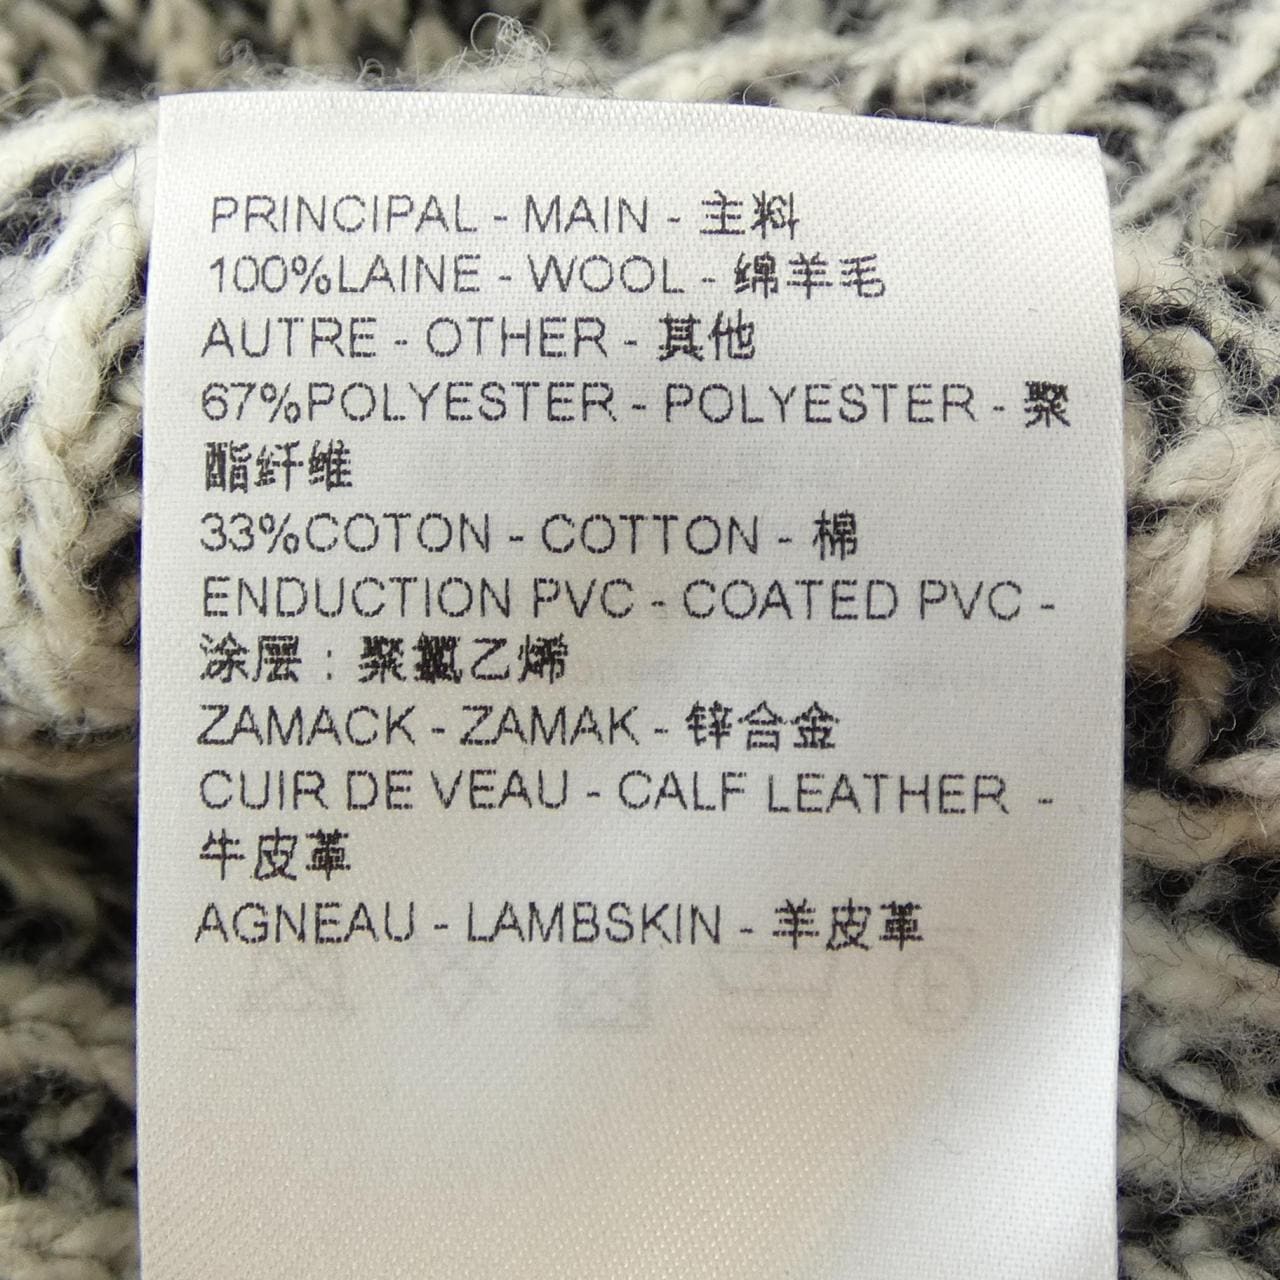 PRINCIPAL - MAIN - 主料
100%LAINE - WOOL - 绵羊毛
AUTRE - OTHER - 其他
67%POLYESTER - POLYESTER - 聚
酯纤维
33%COTON - COTTON - 棉
ENDUCTION PVC - COATED PVC -
涂层：聚氯乙烯
ZAMACK - ZAMAK - 锌合金
CUIR DE VEAU - CALF LEATHER -
牛皮革
AGNEAU - LAMBSKIN - 羊皮革